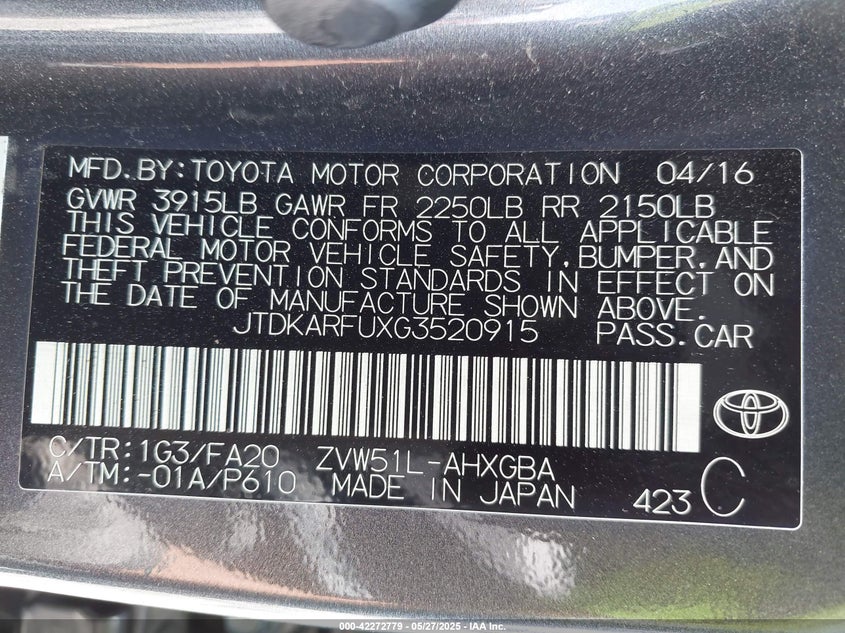 MFD.BY:TOYOTA MOTOR CORPORATION 04/16
GVWR 3915LB GAWR FR 2250LB RR 2150LB
THIS VEHICLE CONFORMS TO ALL APPLICABLE
FEDERAL MOTOR VEHICLE SAFETY,BUMPER,AND
THEFT PREVENTION STANDARDS IN EFFECT ON
THE DATE OF MANUFACTURE SHOWN ABOVE.
JTDKARFUXG3520915 PASS.CAR
C/TR:1G3/FA20 ZVW51L-AHXGBA
A/TM:-01A/P610 MADE IN JAPAN 423 C
000-42272779 — 05/27/2025 — IAA Inc.